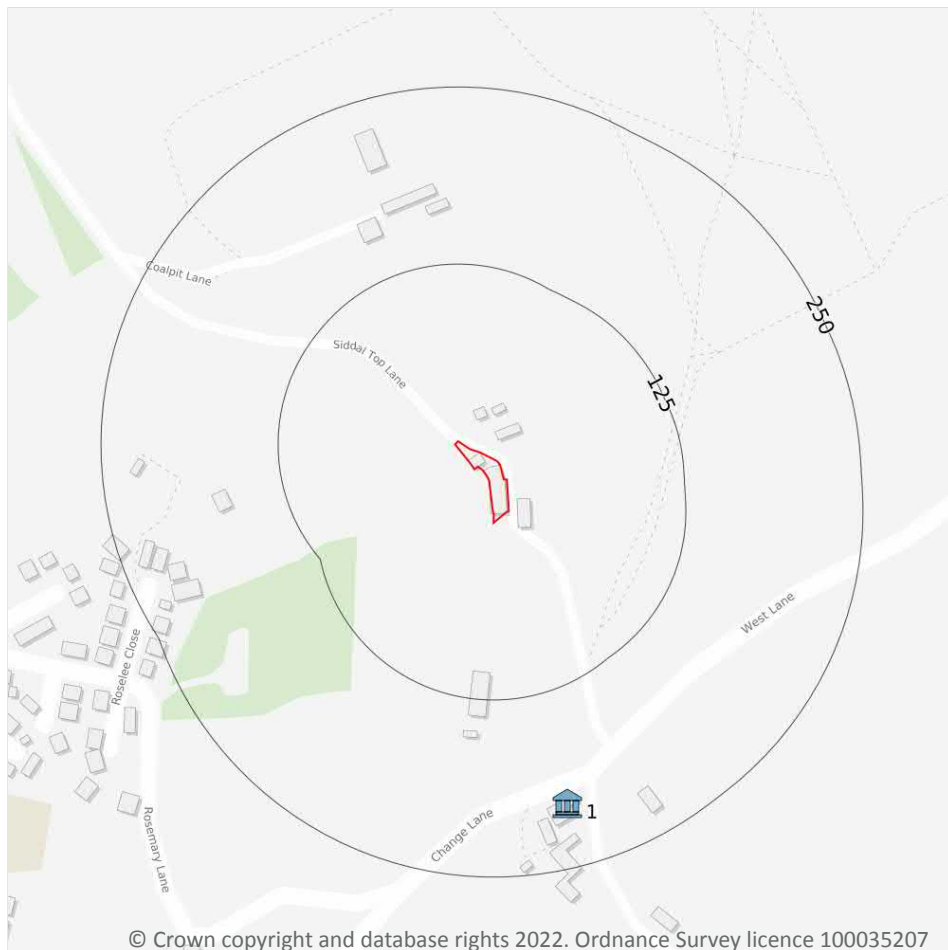 Coalpit Lane
Siddal Top Lane
250
125
West Lane
Roselee Close
1
Change Lane
Rosemary Lane
© Crown copyright and database rights 2022. Ordnance Survey licence 100035207